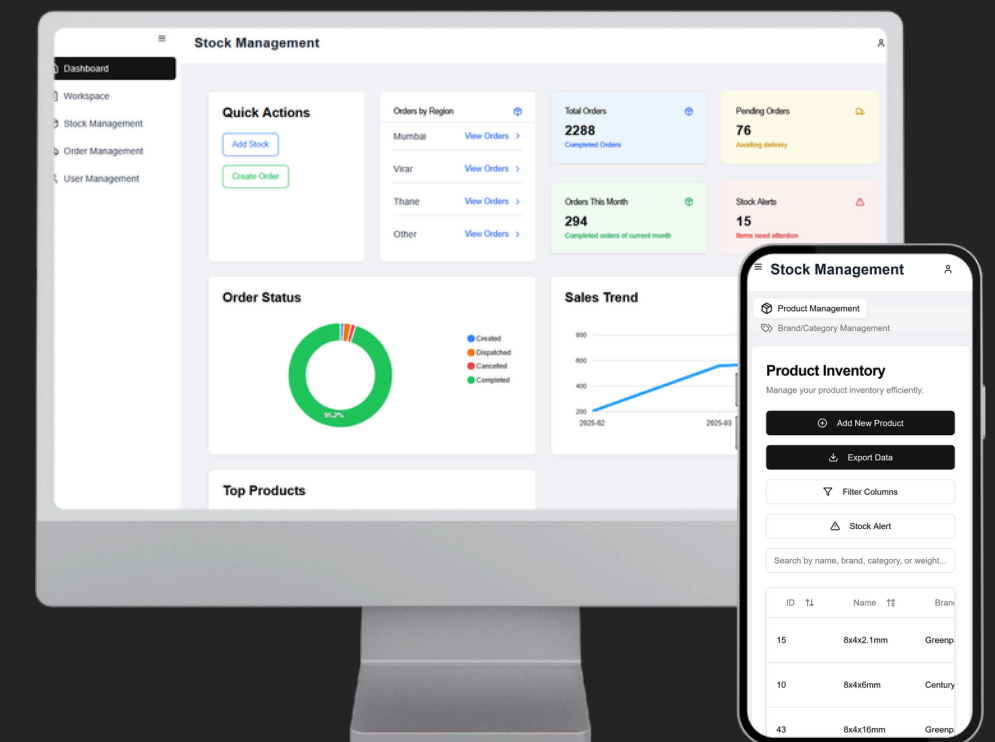 Stock Management
Dashboard
Workspace
Stock Management
Order Management
User Management
Quick Actions
Add Stock
Create Order
Orders by Region
Mumbai View Orders >
Virar View Orders >
Thane View Orders >
Other View Orders >
Total Orders
2288
Completed Orders
Pending Orders
76
Awaiting delivery
Orders This Month
294
Completed orders of current month
Stock Alerts
15
Items need attention
Order Status
95.2%
Created
Dispatched
Cancelled
Completed
Sales Trend
800
600
400
200
2025-02 2025-03
Top Products
Stock Management
Product Management
Brand/Category Management
Product Inventory
Manage your product inventory efficiently.
Add New Product
Export Data
Filter Columns
Stock Alert
Search by name, brand, category, or weight...
ID Name Bran
15 8x4x2.1mm Greenp
10 8x4x6mm Century
43 8x4x16mm Greenp